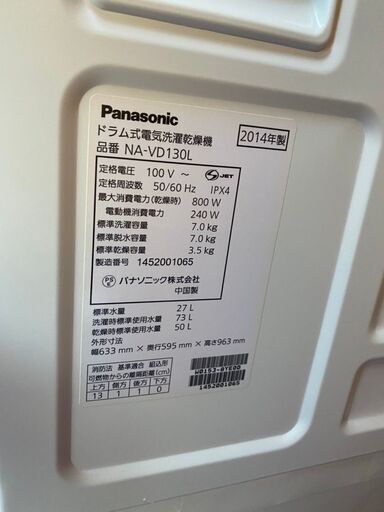 Panasonic
ドラム式電気洗濯乾燥機
2014年製
品番 NA-VD130L
定格電圧 100 V ～
JET
定格周波数 50/60 Hz IPX4
最大消費電力(乾燥時) 800 W
電動機消費電力 240 W
標準洗濯容量 7.0 kg
標準脱水容量 7.0 kg
標準乾燥容量 3.5 kg
製造番号 1452001065
PS
E
パナソニック株式会社
中国製
標準水量 27 L
洗濯時標準使用水量 73 L
乾燥時標準使用水量 50 L
外形寸法
幅633 mm × 奥行595 mm × 高さ963 mm
消防法 基準適合 組込形
可燃物からの離隔距離(cm)
上方 側方 後方 下方
13 1 1 0
1452001065